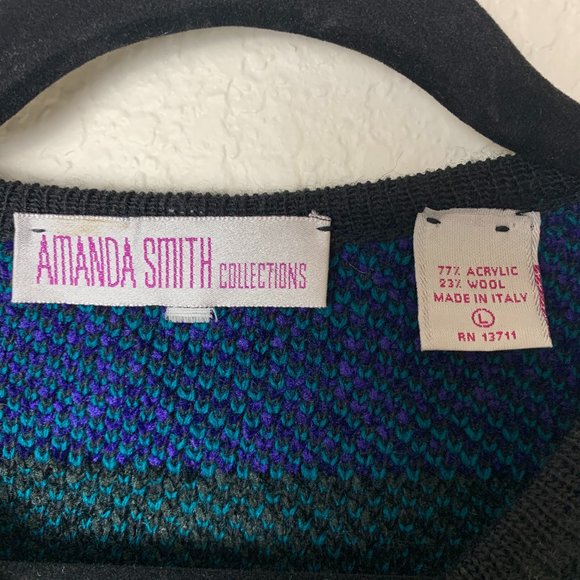 AMANDA SMITH COLLECTIONS
77% ACRYLIC
23% WOOL
MADE IN ITALY
L
RN 13711